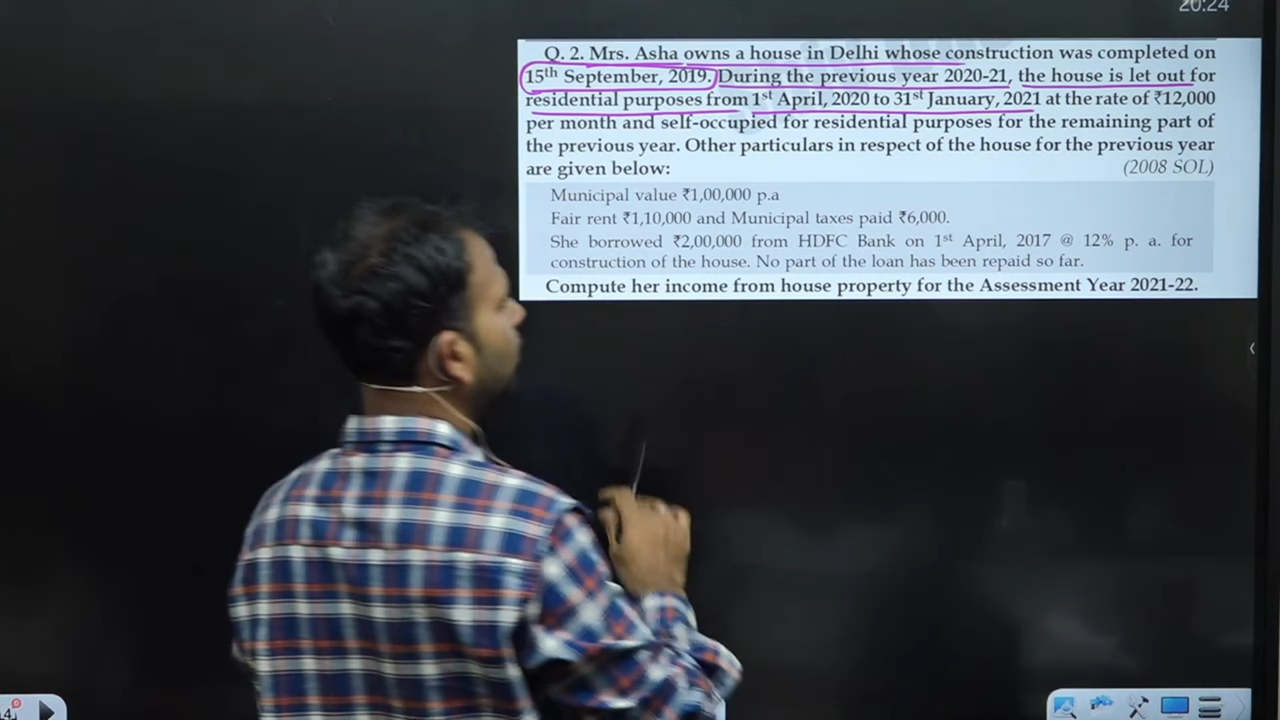 20:24
Q. 2. Mrs. Asha owns a house in Delhi whose construction was completed on
15th September, 2019. During the previous year 2020-21, the house is let out for
residential purposes from 1st April, 2020 to 31st January, 2021 at the rate of ₹12,000
per month and self-occupied for residential purposes for the remaining part of
the previous year. Other particulars in respect of the house for the previous year
are given below: (2008 SOL)
Municipal value ₹1,00,000 p.a
Fair rent ₹1,10,000 and Municipal taxes paid ₹6,000.
She borrowed ₹2,00,000 from HDFC Bank on 1st April, 2017 @ 12% p. a. for
construction of the house. No part of the loan has been repaid so far.
Compute her income from house property for the Assessment Year 2021-22.